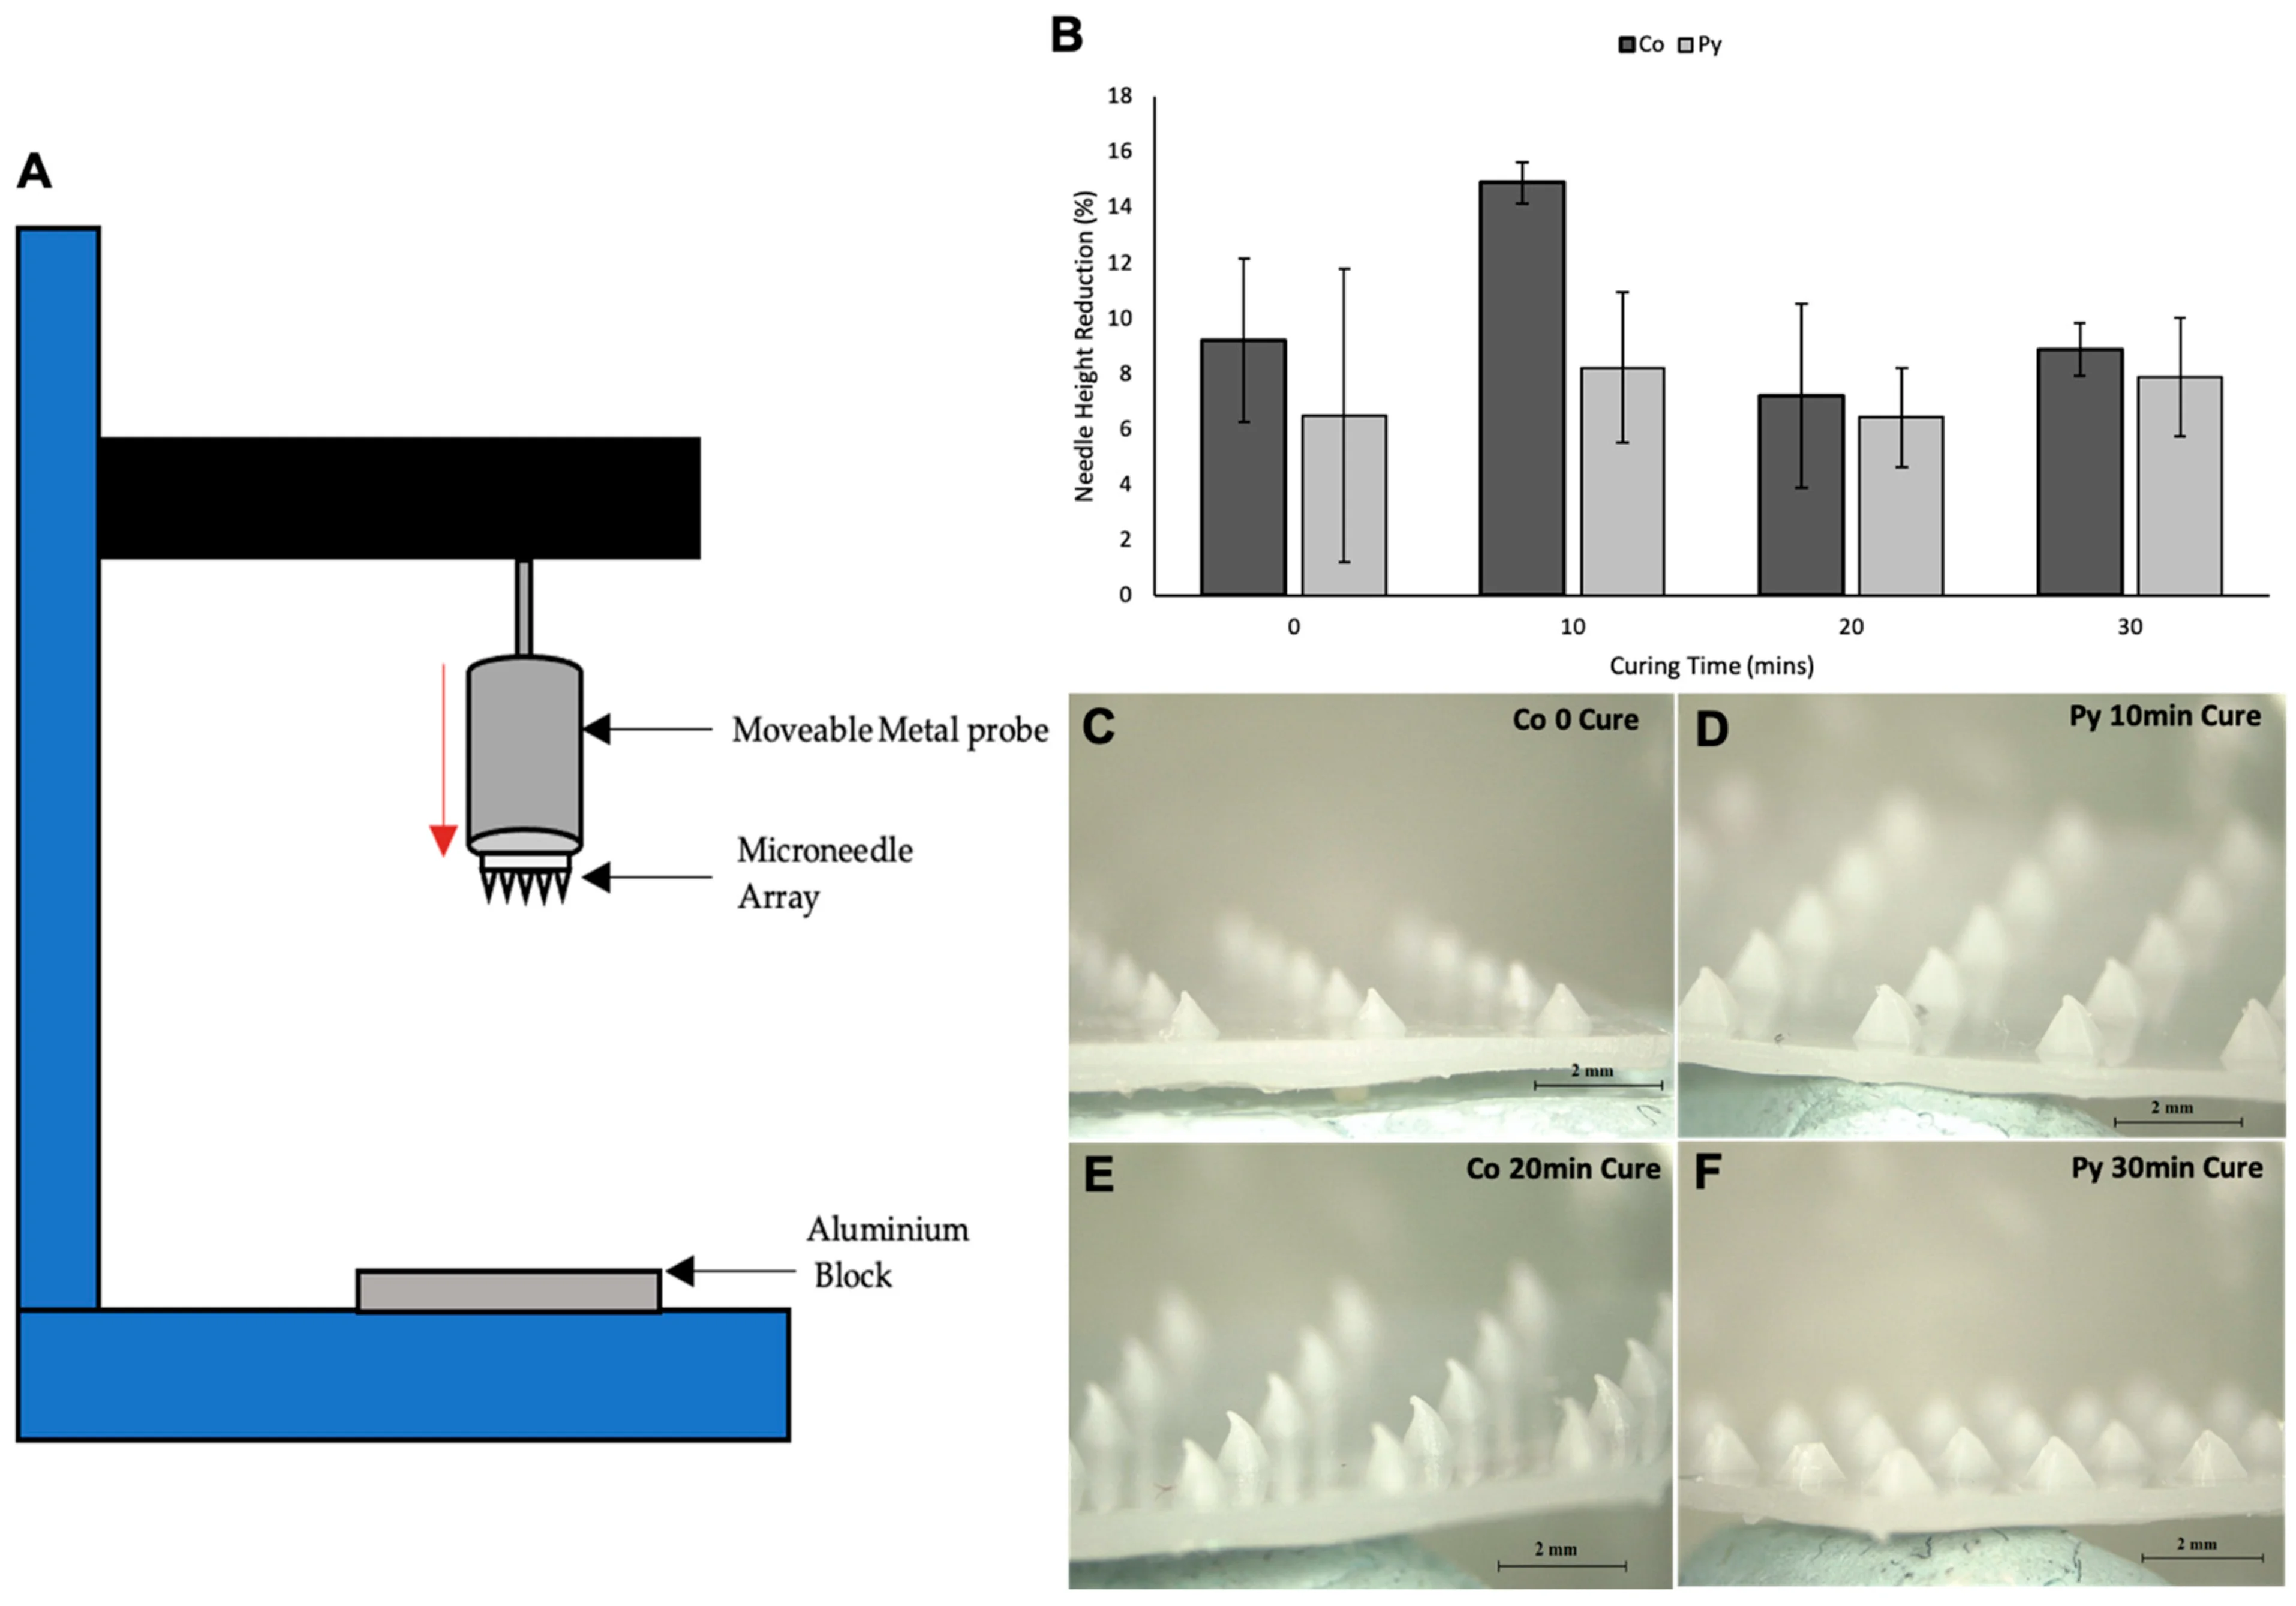 A
Moveable Metal probe
Microneedle
Array
Aluminium
Block
B
Co Py
18
16
14
12
10
8
6
4
2
0
Needle Height Reduction (%)
0 10 20 30
Curing Time (mins)
C
Co 0 Cure
2 mm
D
Py 10min Cure
2 mm
E
Co 20min Cure
2 mm
F
Py 30min Cure
2 mm